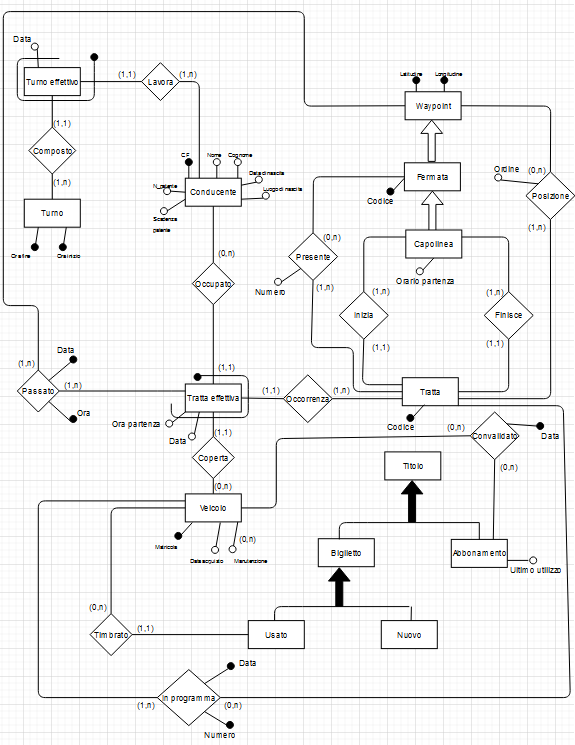 Data
Turno effettivo
(1,1)
Lavora
(1,n)
Latitudine
Longitudine
Waypoint
(1,1)
Composto
(1,n)
Turno
Ora fine
Ora inizio
CF
Nome
Cognome
Data di nascita
N_patente
Conducente
Luogo di nascita
Scadenza
patente
Fermata
Codice
Ordine
(0,n)
Posizione
(1,n)
(0,n)
Capolinea
Orario partenza
(0,n)
Presente
Numero
(1,n)
Occupato
(1,n)
Inizia
(1,1)
(1,n)
Finisce
(1,1)
Data
(1,n)
Passato
(1,n)
Ora
(1,1)
Tratta effettiva
Ora partenza
Data
(1,1)
Occorrenza
(1,n)
Tratta
Codice
(1,1)
Coperta
(0,n)
(0,n)
Convalidato
Data
(0,n)
Titolo
Veicolo
Matricola
Data acquisto
(0,n)
Manutenzione
Biglietto
Abbonamento
Ultimo utilizzo
(0,n)
Timbrato
(1,1)
Usato
Nuovo
Data
(1,n)
In programma
(0,n)
Numero